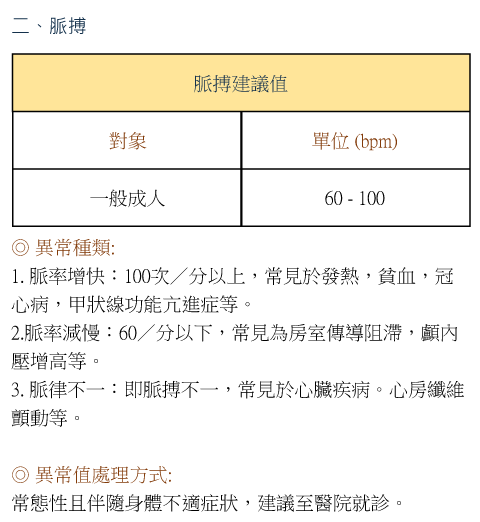 二、脈搏
脈搏建議值
對象 單位 (bpm)
一般成人 60 - 100
◎ 異常種類:
1. 脈率增快：100次／分以上，常見於發熱，貧血，冠
心病，甲狀線功能亢進症等。
2.脈率減慢：60／分以下，常見為房室傳導阻滯，顱內
壓增高等。
3. 脈律不一：即脈搏不一，常見於心臟疾病。心房纖維
顫動等。
◎ 異常值處理方式:
常態性且伴隨身體不適症狀，建議至醫院就診。